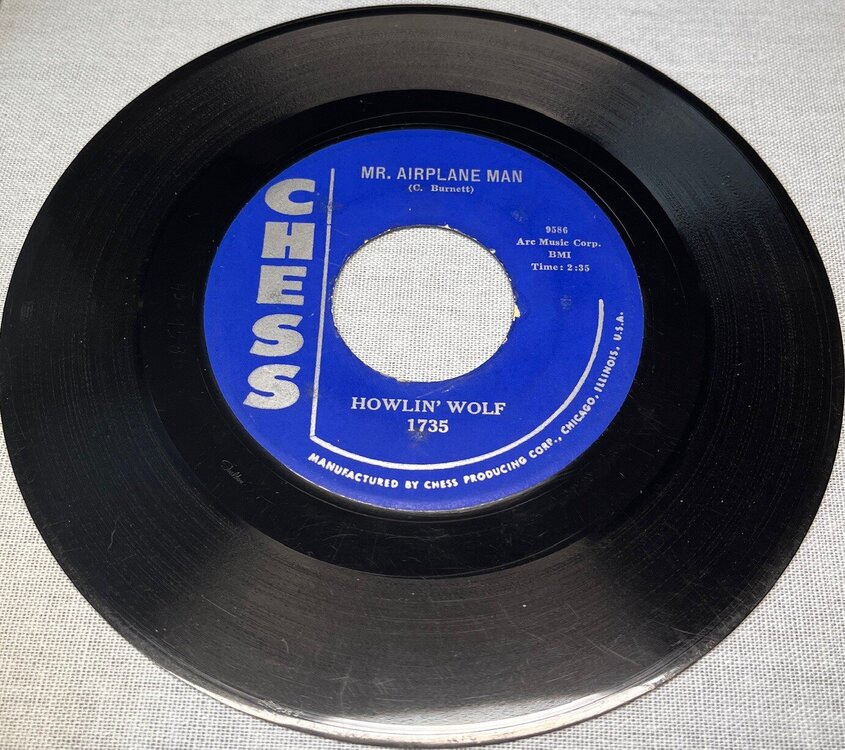 CHESS
MR. AIRPLANE MAN
(C. Burnett)
9586
Arc Music Corp.
BMI
Time: 2:35
HOWLIN' WOLF
1735
MANUFACTURED BY CHESS PRODUCING CORP., CHICAGO, ILLINOIS, U.S.A.